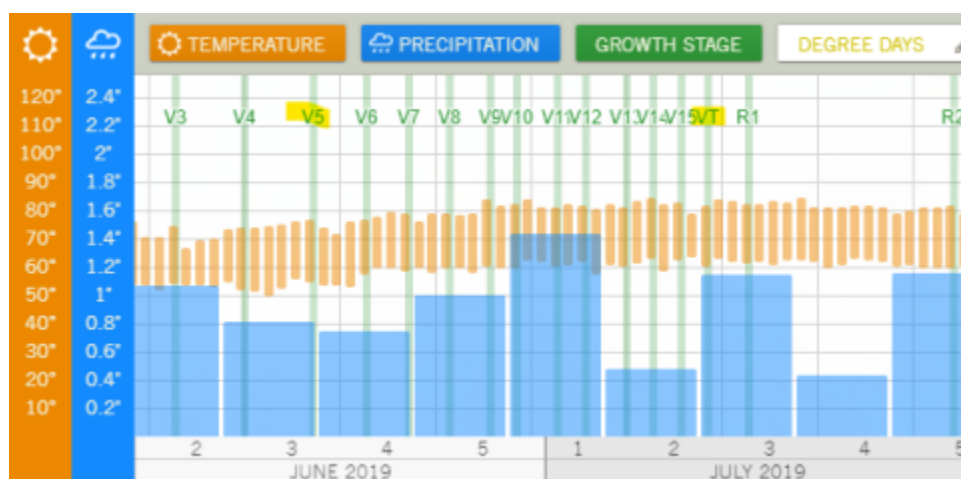 TEMPERATURE PRECIPITATION GROWTH STAGE DEGREE DAYS
120° 2.4"
110° 2.2" V3 V4 V5 V6 V7 V8 V9 V10 V11 V12 V13 V14 V15 VT R1 R2
100° 2"
90° 1.8"
80° 1.6"
70° 1.4"
60° 1.2"
50° 1"
40° 0.8"
30° 0.6"
20° 0.4"
10° 0.2"
2 3 4 5 1 2 3 4 5
JUNE 2019 JULY 2019